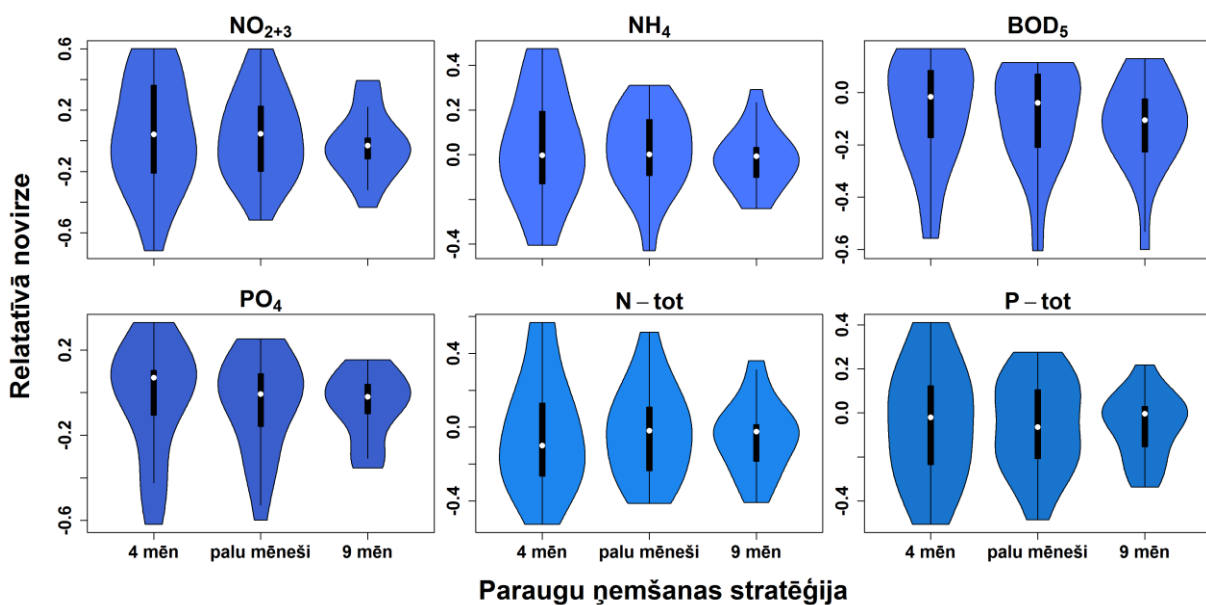 NO₂₊₃ NH₄ BOD₅
0.6 0.2 -0.2 -0.6
0.4 0.2 0.0 -0.4
0.0 -0.2 -0.4 -0.6
PO₄ N – tot P – tot
0.2 -0.2 -0.6
0.4 0.0 -0.4
0.4 0.2 0.0 -0.4
Relatatīvā novirze
4 mēn palu mēneši 9 mēn 4 mēn palu mēneši 9 mēn 4 mēn palu mēneši 9 mēn
Paraugu ņemšanas stratēģija